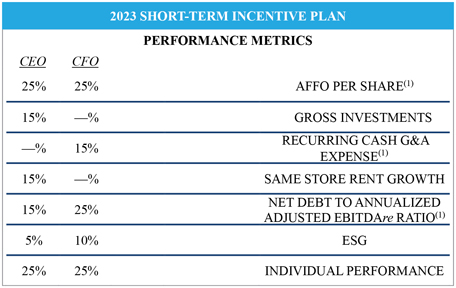 2023 SHORT-TERM INCENTIVE PLAN
PERFORMANCE METRICS
CEO CFO
25% 25% AFFO PER SHARE(1)
15% —% GROSS INVESTMENTS
—% 15% RECURRING CASH G&A
EXPENSE(1)
15% —% SAME STORE RENT GROWTH
15% 25% NET DEBT TO ANNUALIZED
ADJUSTED EBITDAre RATIO(1)
5% 10% ESG
25% 25% INDIVIDUAL PERFORMANCE